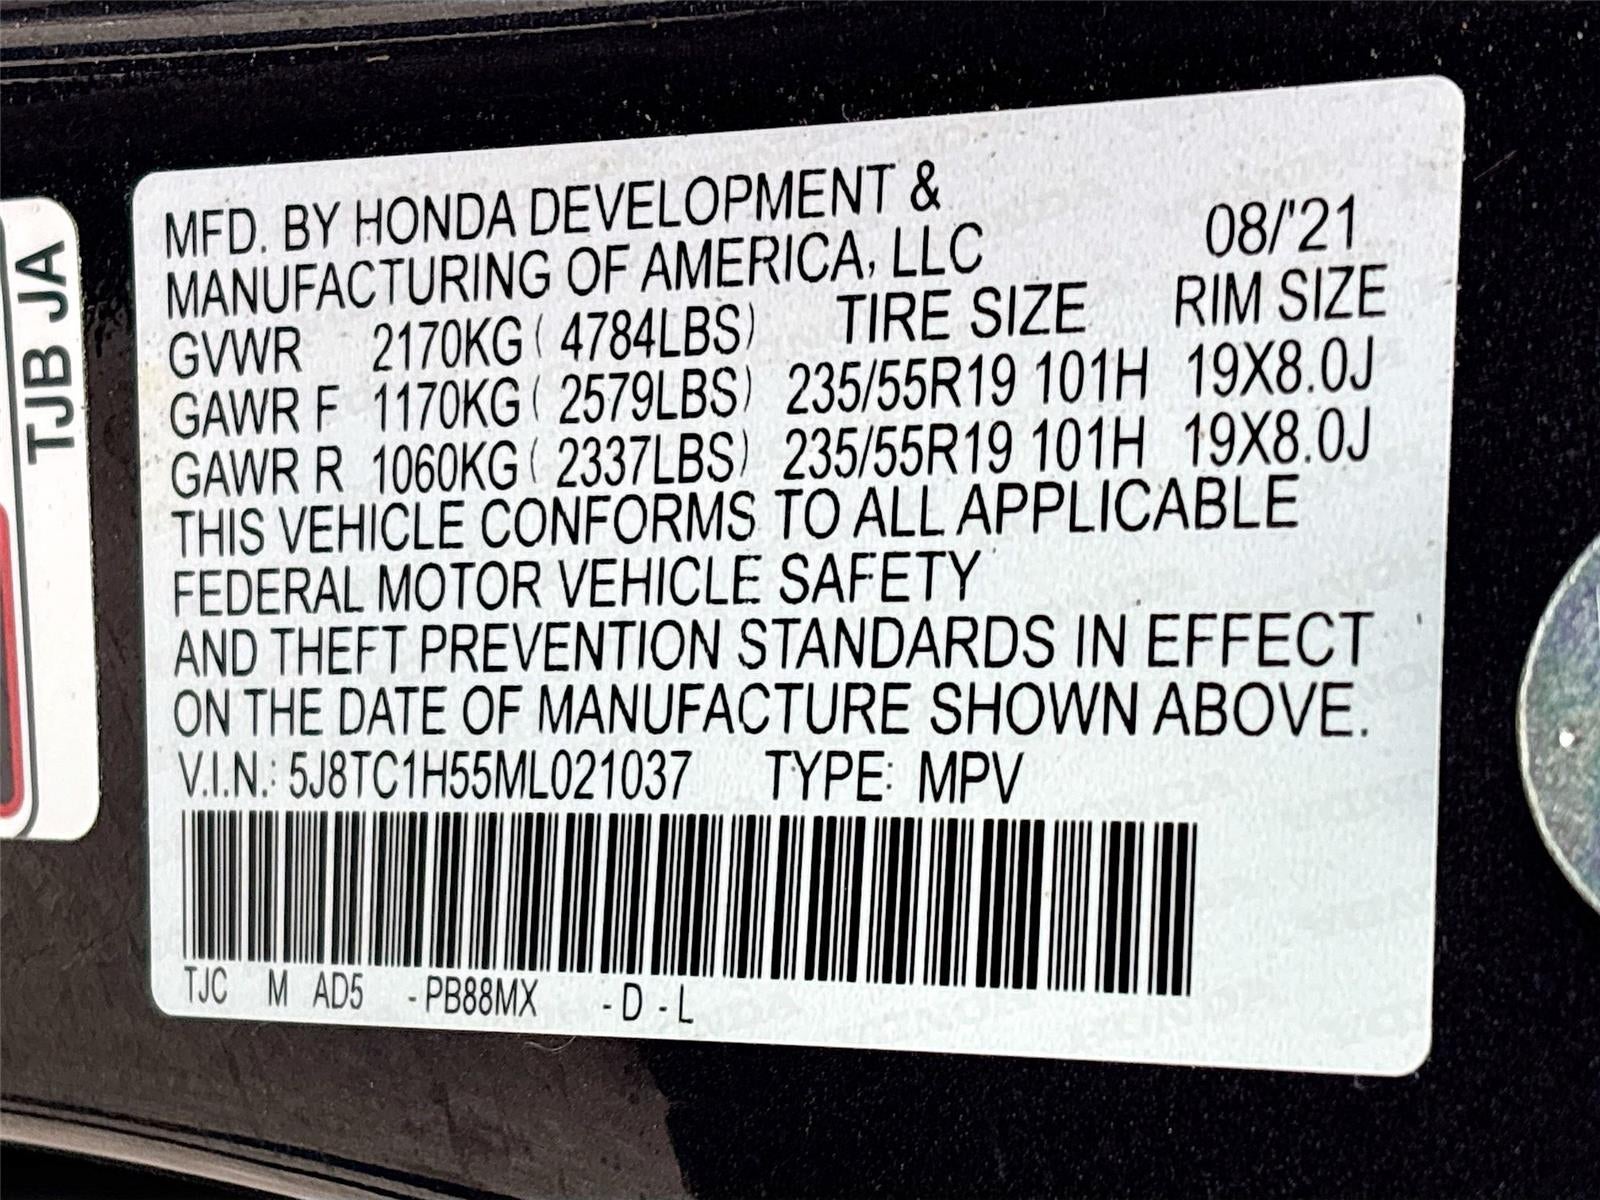 TJB JA
MFD. BY HONDA DEVELOPMENT &
MANUFACTURING OF AMERICA, LLC 08/'21
GVWR 2170KG ( 4784LBS) TIRE SIZE RIM SIZE
GAWR F 1170KG ( 2579LBS) 235/55R19 101H 19X8.0J
GAWR R 1060KG ( 2337LBS) 235/55R19 101H 19X8.0J
THIS VEHICLE CONFORMS TO ALL APPLICABLE
FEDERAL MOTOR VEHICLE SAFETY
AND THEFT PREVENTION STANDARDS IN EFFECT
ON THE DATE OF MANUFACTURE SHOWN ABOVE.
V.I.N.: 5J8TC1H55ML021037 TYPE: MPV
TJC M AD5 -PB88MX -D-L